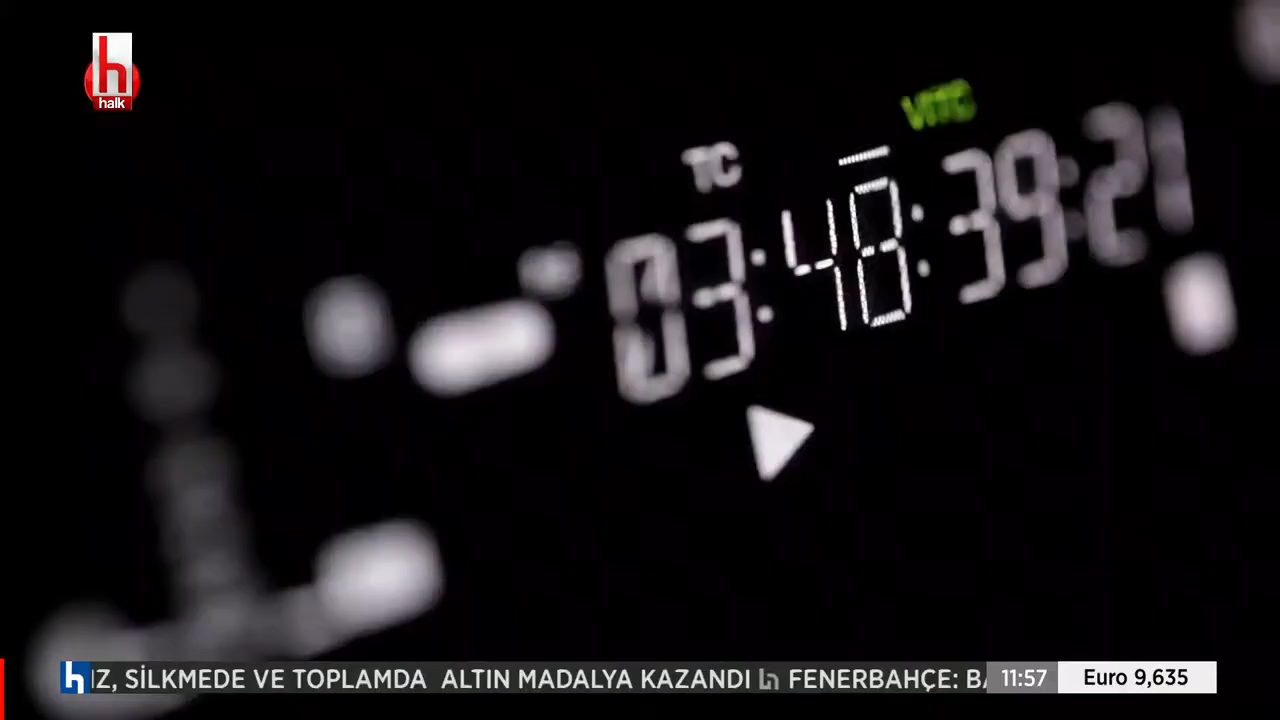 h
halk
VITC
TC
03:48:39:21
h IZ, SİLKMEDE VE TOPLAMDA ALTIN MADALYA KAZANDI h FENERBAHÇE: BA 11:57 Euro 9,635